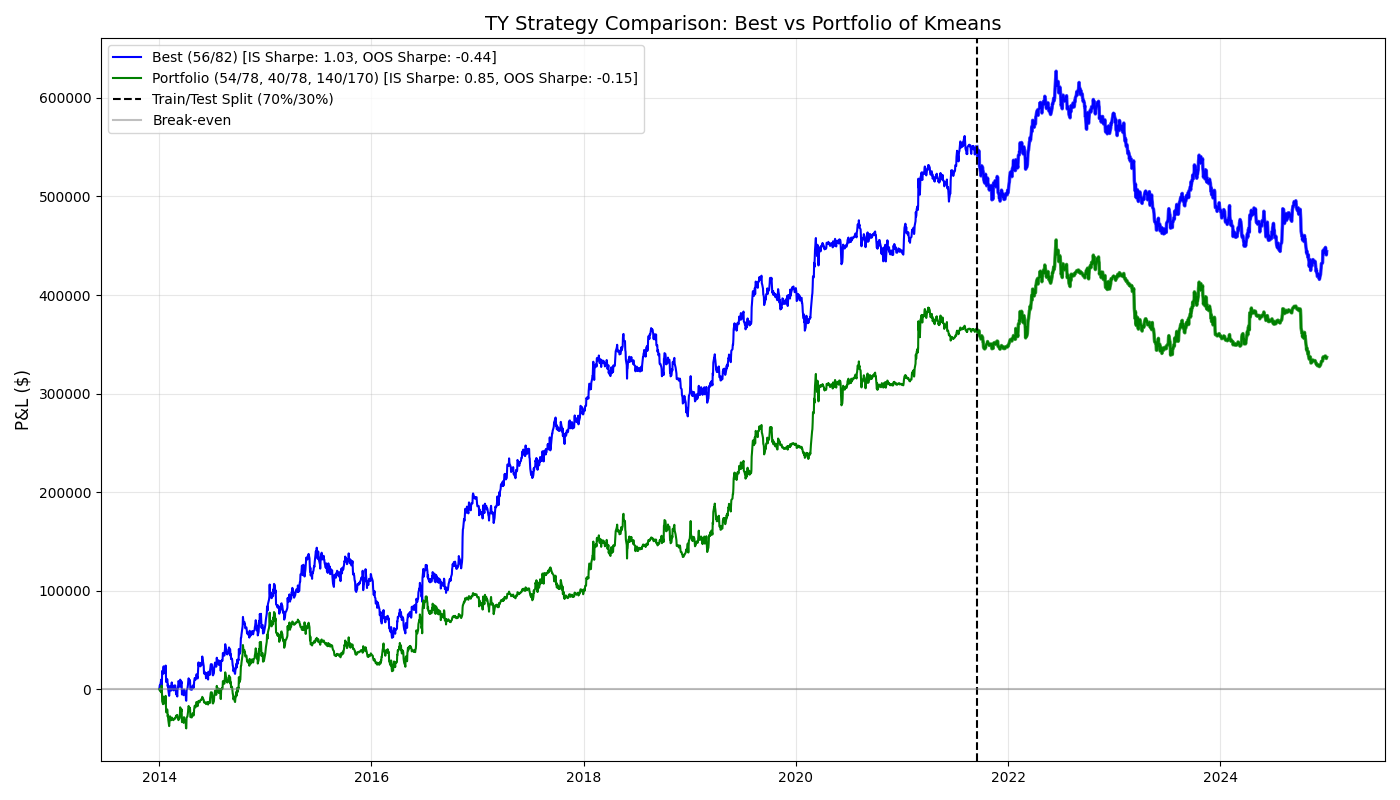 TY Strategy Comparison: Best vs Portfolio of Kmeans
Best (56/82) [IS Sharpe: 1.03, OOS Sharpe: -0.44]
Portfolio (54/78, 40/78, 140/170) [IS Sharpe: 0.85, OOS Sharpe: -0.15]
Train/Test Split (70%/30%)
Break-even
P&L ($)
600000
500000
400000
300000
200000
100000
0
2014 2016 2018 2020 2022 2024